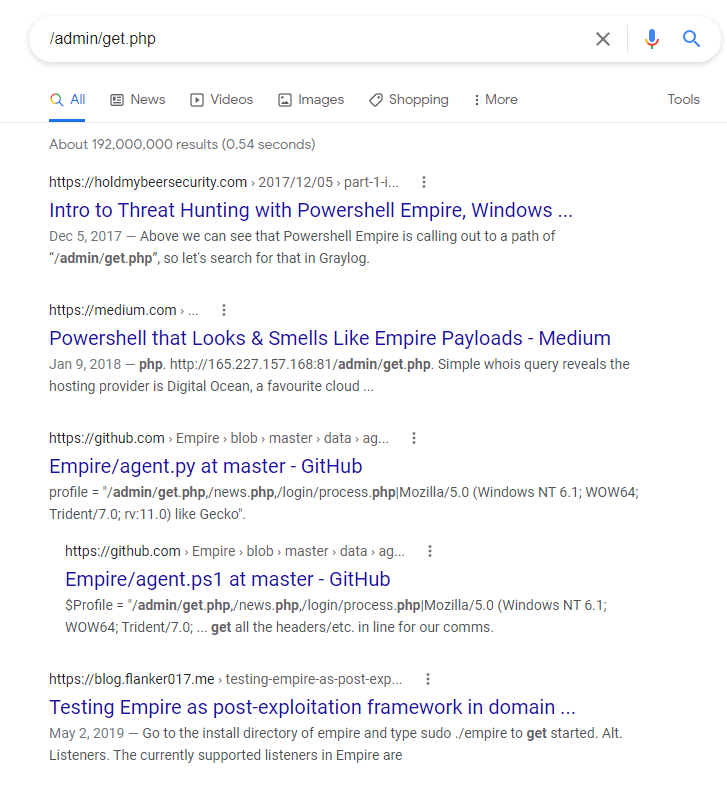 /admin/get.php
All News Videos Images Shopping More Tools
About 192,000,000 results (0.54 seconds)
https://holdmybeersecurity.com › 2017/12/05 › part-1-i...
Intro to Threat Hunting with Powershell Empire, Windows ...
Dec 5, 2017 — Above we can see that Powershell Empire is calling out to a path of
“/admin/get.php”, so let's search for that in Graylog.
https://medium.com › ...
Powershell that Looks & Smells Like Empire Payloads - Medium
Jan 9, 2018 — php. http://165.227.157.168:81/admin/get.php. Simple whois query reveals the
hosting provider is Digital Ocean, a favourite cloud ...
https://github.com › Empire › blob › master › data › ag...
Empire/agent.py at master - GitHub
profile = "/admin/get.php,/news.php,/login/process.php|Mozilla/5.0 (Windows NT 6.1; WOW64;
Trident/7.0; rv:11.0) like Gecko".
https://github.com › Empire › blob › master › data › ag...
Empire/agent.ps1 at master - GitHub
$Profile = "/admin/get.php,/news.php,/login/process.php|Mozilla/5.0 (Windows NT 6.1;
WOW64; Trident/7.0; ... get all the headers/etc. in line for our comms.
https://blog.flanker017.me › testing-empire-as-post-exp...
Testing Empire as post-exploitation framework in domain ...
May 2, 2019 — Go to the install directory of empire and type sudo ./empire to get started. Alt.
Listeners. The currently supported listeners in Empire are